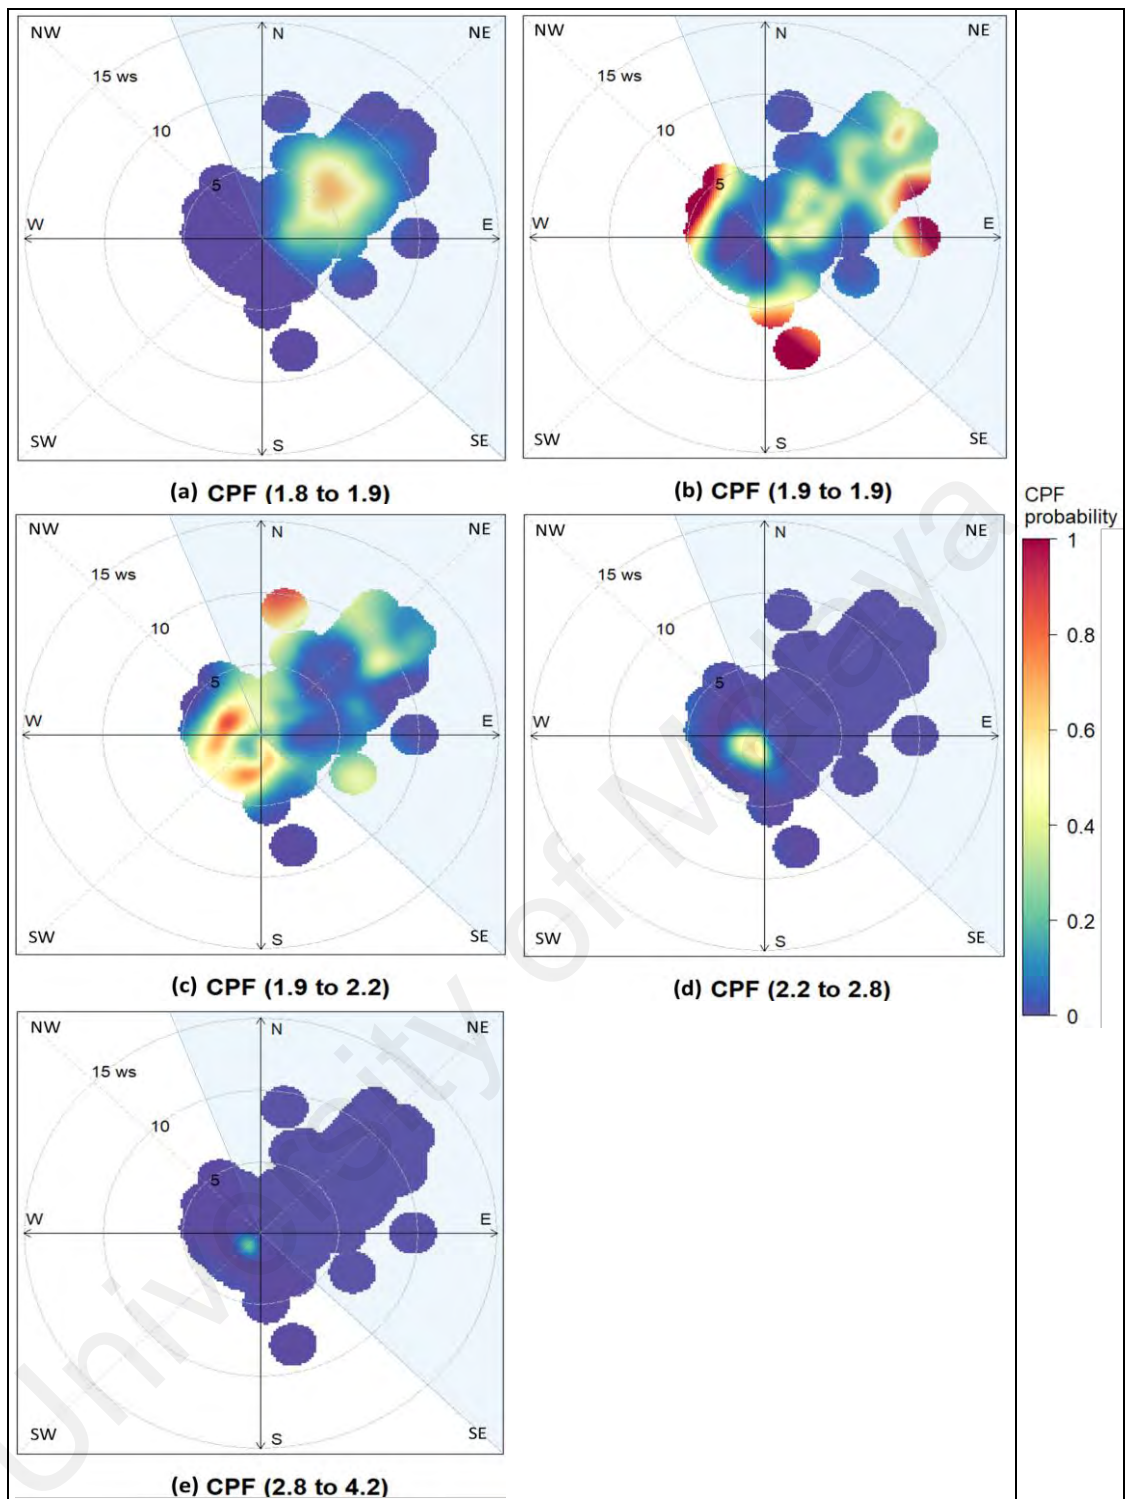 NW N NE
15 ws
10
5
W E
SW S SE
(a) CPF (1.8 to 1.9)
NW N NE
15 ws
10
5
W E
SW S SE
(b) CPF (1.9 to 1.9)
NW N NE
15 ws
10
5
W E
SW S SE
(c) CPF (1.9 to 2.2)
NW N NE
15 ws
10
5
W E
SW S SE
(d) CPF (2.2 to 2.8)
NW N NE
15 ws
10
5
W E
SW S SE
(e) CPF (2.8 to 4.2)
CPF
probability
1
0.8
0.6
0.4
0.2
0
University of Malaya